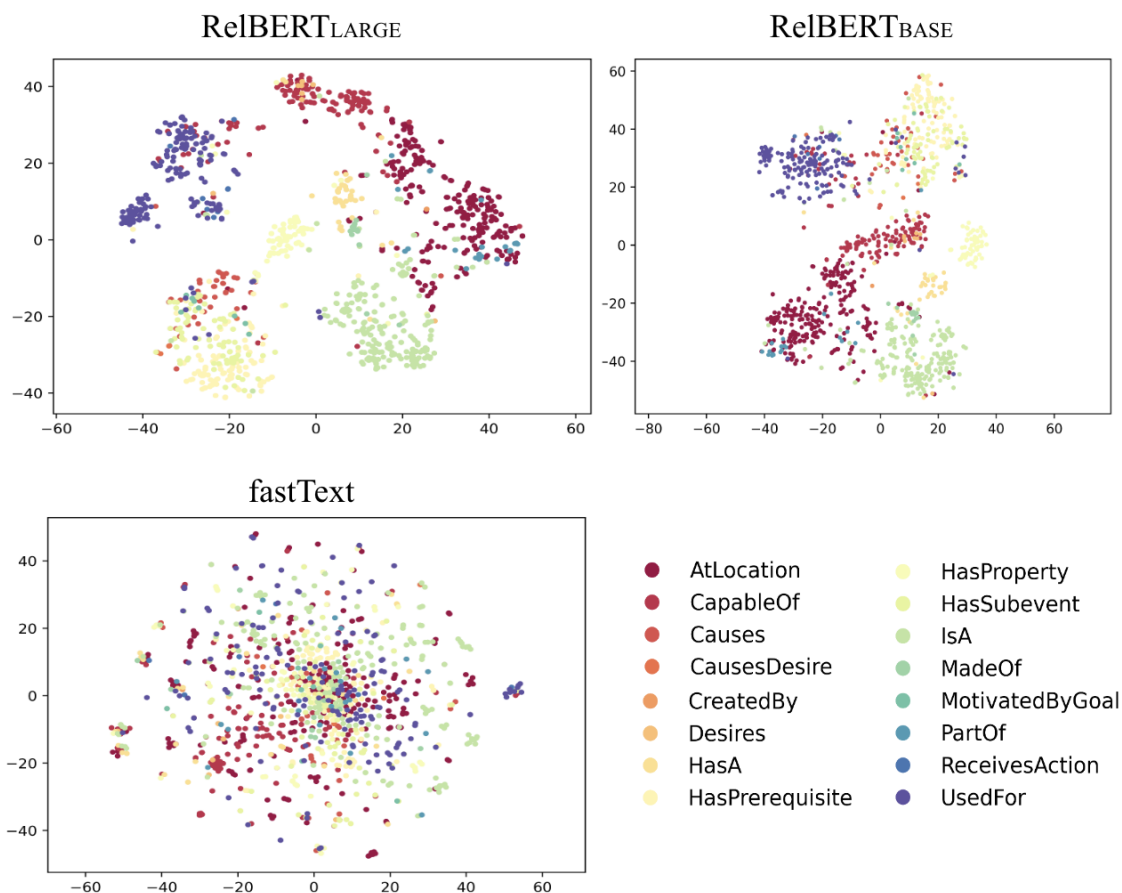 RelBERTLARGE
RelBERTBASE
40
20
0
−20
−40
−60
−40
−20
0
20
40
60
60
40
20
0
−20
−40
−80
−60
−40
−20
0
20
40
60
80
fastText
40
20
0
−20
−40
−60
−40
−20
0
20
40
60
AtLocation
CapableOf
Causes
CausesDesire
CreatedBy
Desires
HasA
HasPrerequisite
HasProperty
HasSubevent
IsA
MadeOf
MotivatedByGoal
PartOf
ReceivesAction
UsedFor